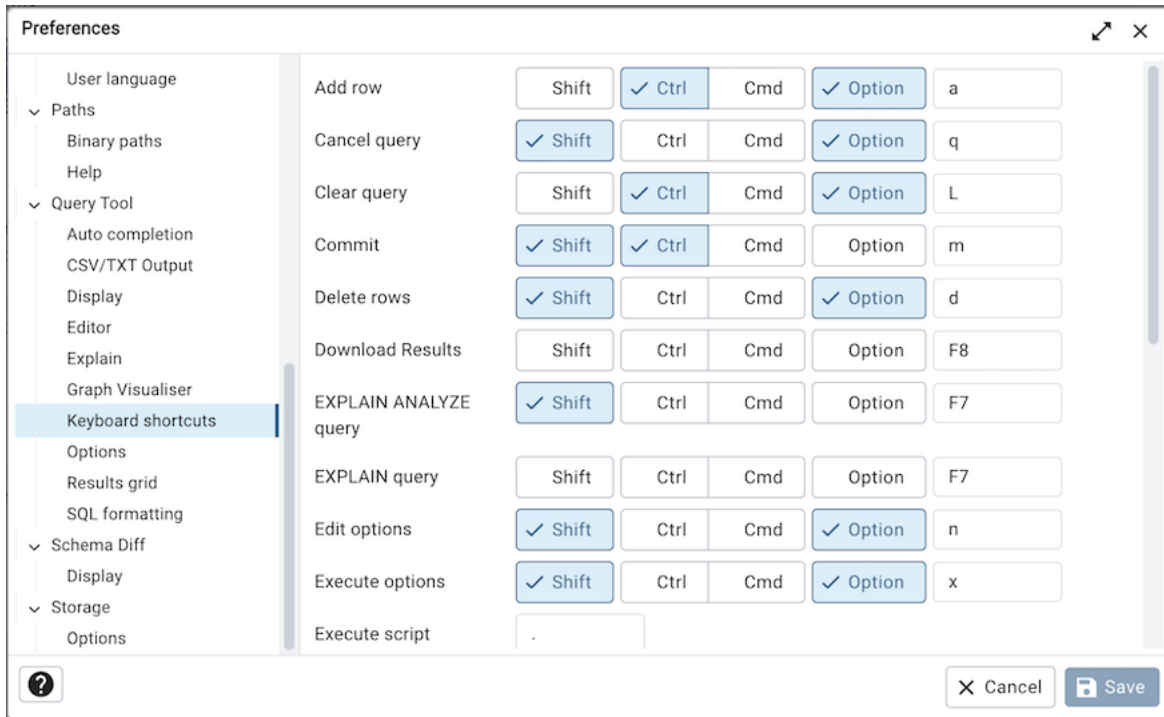 Preferences
User language
Paths
Binary paths
Help
Query Tool
Auto completion
CSV/TXT Output
Display
Editor
Explain
Graph Visualiser
Keyboard shortcuts
Options
Results grid
SQL formatting
Schema Diff
Display
Storage
Options
Add row Shift Ctrl Cmd Option a
Cancel query Shift Ctrl Cmd Option q
Clear query Shift Ctrl Cmd Option L
Commit Shift Ctrl Cmd Option m
Delete rows Shift Ctrl Cmd Option d
Download Results Shift Ctrl Cmd Option F8
EXPLAIN ANALYZE Shift Ctrl Cmd Option F7
query
EXPLAIN query Shift Ctrl Cmd Option F7
Edit options Shift Ctrl Cmd Option n
Execute options Shift Ctrl Cmd Option x
Execute script .
? Cancel Save